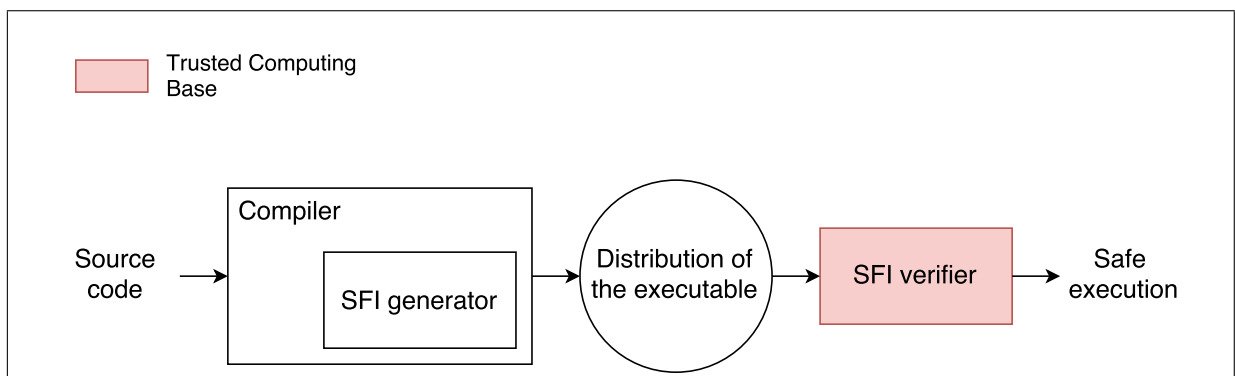 Trusted Computing
Base
Compiler
Source
code
SFI generator
Distribution of
the executable
SFI verifier
Safe
execution